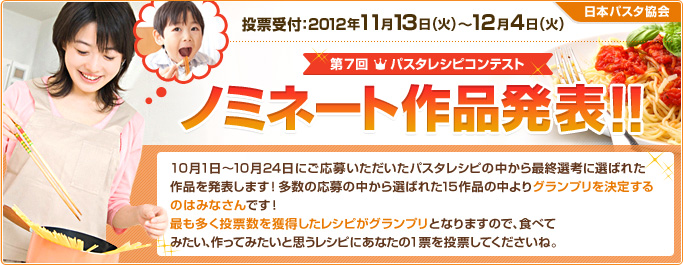 日本パスタ協会
投票受付：2012年11月13日（火）～12月4日（火）
第7回 パスタレシピコンテスト
ノミネート作品発表!!
10月1日～10月24日にご応募いただいたパスタレシピの中から最終選考に選ばれた
作品を発表します！多数の応募の中から選ばれた15作品の中よりグランプリを決定する
のはみなさんです！
最も多く投票数を獲得したレシピがグランプリとなりますので、食べて
みたい、作ってみたいと思うレシピにあなたの1票を投票してくださいね。